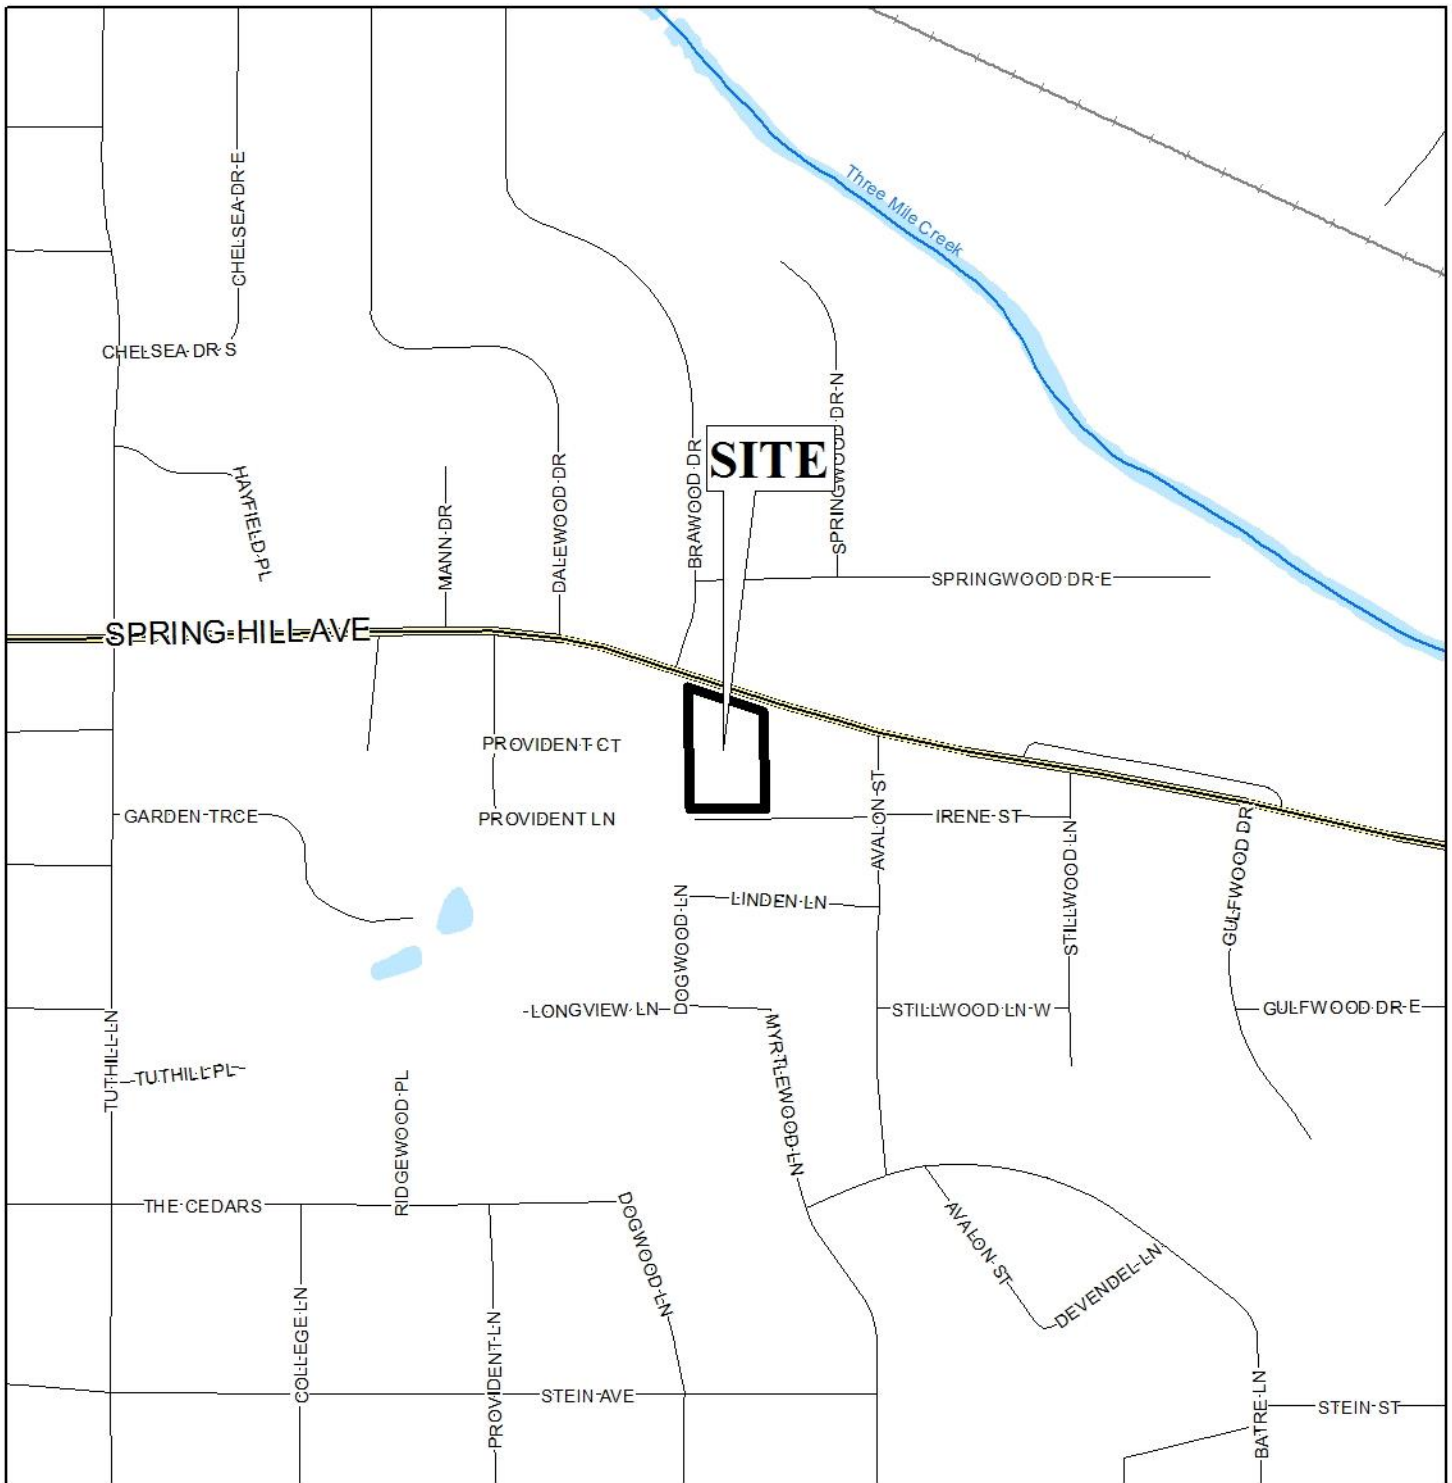 Three Mile Creek
CHELSEA DR E
CHELSEA DR S
SPRINGWOOD DR N
BRAWOOD DR
SITE
DALEWOOD DR
HAYFIELD PL
MANN DR
SPRINGWOOD DR E
SPRING HILL AVE
PROVIDENT CT
AVALON ST
GARDEN TRCE
PROVIDENT LN
IRENE ST
GULFWOOD DR
STILLWOOD LN
DOGWOOD LN
LINDEN LN
LONGVIEW LN
STILLWOOD LN W
GULFWOOD DR E
TUTHILL LN
MYRTLEWOOD LN
TUTHILL PL
RIDGEWOOD PL
THE CEDARS
DOGWOOD LN
AVALON ST
DEVENDEL LN
COLLEGE LN
PROVIDENT LN
STEIN AVE
BATRE LN
STEIN ST